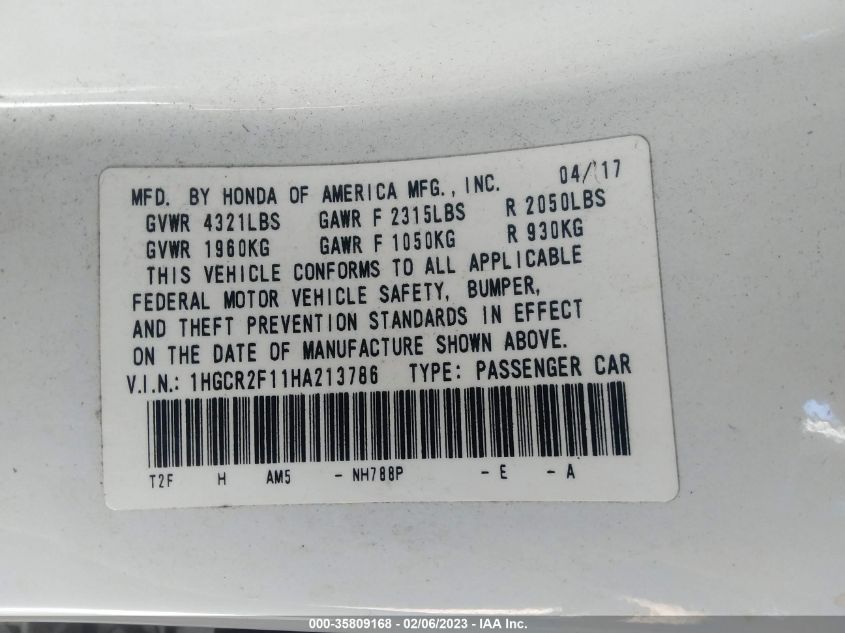 MFD. BY HONDA OF AMERICA MFG., INC. 04/17
GVWR 4321LBS GAWR F 2315LBS R 2050LBS
GVWR 1960KG GAWR F 1050KG R 930KG
THIS VEHICLE CONFORMS TO ALL APPLICABLE
FEDERAL MOTOR VEHICLE SAFETY, BUMPER,
AND THEFT PREVENTION STANDARDS IN EFFECT
ON THE DATE OF MANUFACTURE SHOWN ABOVE.
V.I.N.: 1HGCR2F11HA213786 TYPE: PASSENGER CAR
T2F H AM5 - NH788P - E - A
000-35809168 - 02/06/2023 - IAA Inc.